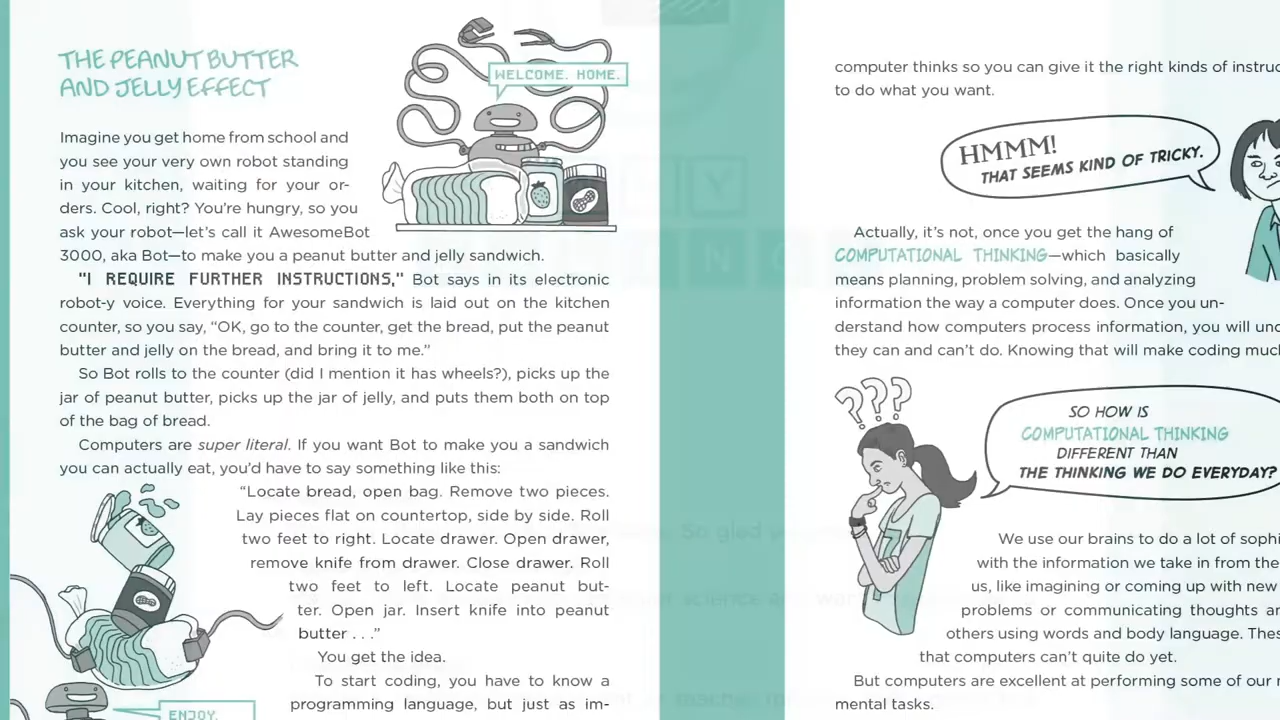 THE PEANUT BUTTER
AND JELLY EFFECT
WELCOME. HOME.
Imagine you get home from school and
you see your very own robot standing
in your kitchen, waiting for your or-
ders. Cool, right? You're hungry, so you
ask your robot—let's call it AwesomeBot
3000, aka Bot—to make you a peanut butter and jelly sandwich.
"I REQUIRE FURTHER INSTRUCTIONS," Bot says in its electronic
robot-y voice. Everything for your sandwich is laid out on the kitchen
counter, so you say, "OK, go to the counter, get the bread, put the peanut
butter and jelly on the bread, and bring it to me."
So Bot rolls to the counter (did I mention it has wheels?), picks up the
jar of peanut butter, picks up the jar of jelly, and puts them both on top
of the bag of bread.
Computers are super literal. If you want Bot to make you a sandwich
you can actually eat, you'd have to say something like this:
"Locate bread, open bag. Remove two pieces.
Lay pieces flat on countertop, side by side. Roll
two feet to right. Locate drawer. Open drawer,
remove knife from drawer. Close drawer. Roll
two feet to left. Locate peanut but-
ter. Open jar. Insert knife into peanut
butter . . ."
You get the idea.
To start coding, you have to know a
programming language, but just as im-
ENJOY.
computer thinks so you can give it the right kinds of instruc
to do what you want.
HMMM!
THAT SEEMS KIND OF TRICKY.
Actually, it's not, once you get the hang of
COMPUTATIONAL THINKING—which basically
means planning, problem solving, and analyzing
information the way a computer does. Once you un-
derstand how computers process information, you will und
they can and can't do. Knowing that will make coding much
???
SO HOW IS
COMPUTATIONAL THINKING
DIFFERENT THAN
THE THINKING WE DO EVERYDAY?
We use our brains to do a lot of sophi
with the information we take in from the
us, like imagining or coming up with new
problems or communicating thoughts an
others using words and body language. Thes
that computers can't quite do yet.
But computers are excellent at performing some of our m
mental tasks.